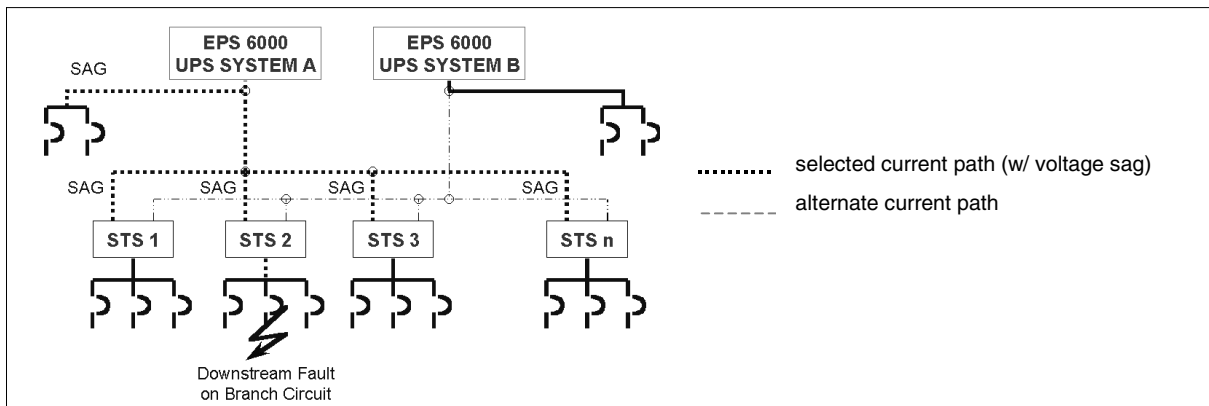 EPS 6000
UPS SYSTEM A
EPS 6000
UPS SYSTEM B
SAG
selected current path (w/ voltage sag)
SAG
SAG
SAG
SAG
alternate current path
STS 1
STS 2
STS 3
STS n
Downstream Fault
on Branch Circuit